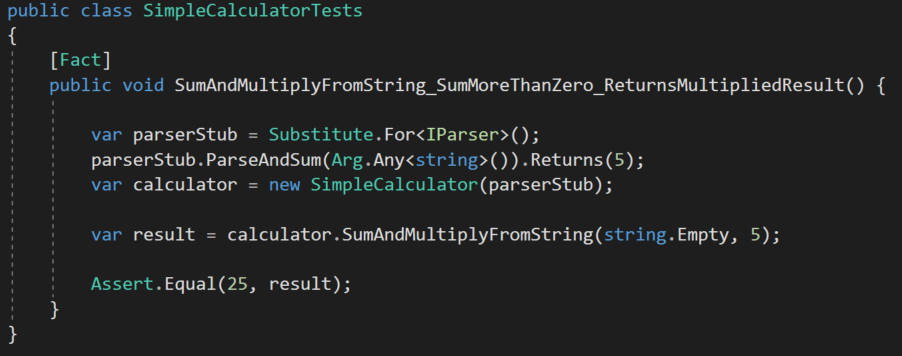 public class SimpleCalculatorTests
{
[Fact]
public void SumAndMultiplyFromString_SumMoreThanZero_ReturnsMultipliedResult() {
var parserStub = Substitute.For<IParser>();
parserStub.ParseAndSum(Arg.Any<string>()).Returns(5);
var calculator = new SimpleCalculator(parserStub);
var result = calculator.SumAndMultiplyFromString(string.Empty, 5);
Assert.Equal(25, result);
}
}